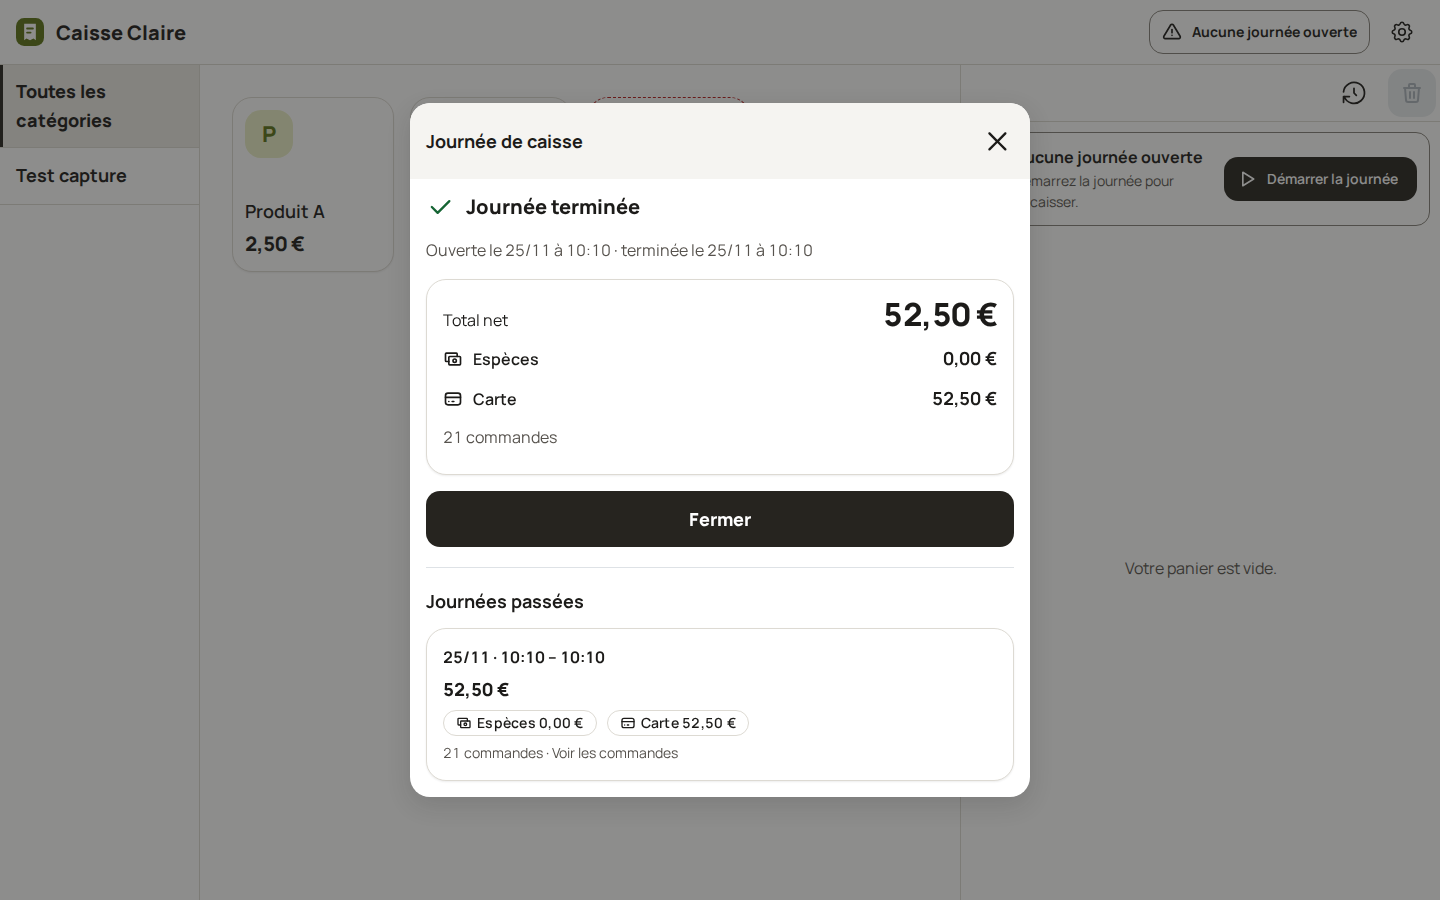 Caisse Claire
Aucune journée ouverte
Toutes les
catégories
Test capture
P
Produit A
2,50 €
Journée de caisse
Journée terminée
Ouverte le 25/11 à 10:10 · terminée le 25/11 à 10:10
Total net
52,50 €
Espèces
0,00 €
Carte
52,50 €
21 commandes
Fermer
Journées passées
25/11 · 10:10 – 10:10
52,50 €
Espèces 0,00 €
Carte 52,50 €
21 commandes · Voir les commandes
journée ouverte
la journée pour
Démarrer la journée
Votre panier est vide.